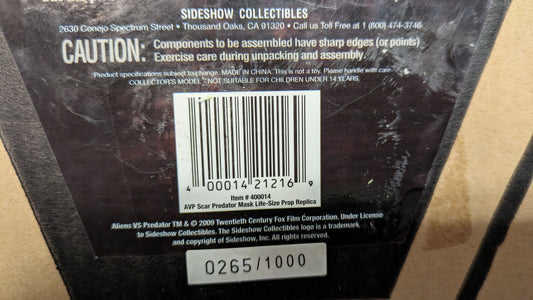 SIDESHOW COLLECTIBLES
2630 Conejo Spectrum Street • Thousand Oaks, CA 91320 • Call us Toll Free at 1 (800) 474-3746
CAUTION: Components to be assembled have sharp edges (or points)
Exercise care during unpacking and assembly.
Product specifications subject to change. MADE IN CHINA. This is not a toy. Please handle with care.
COLLECTOR'S MODEL - NOT SUITABLE FOR CHILDREN UNDER 14 YEARS.
4 00014 21216 9
Item # 400014
AVP Scar Predator Mask Life-Size Prop Replica
Aliens VS Predator TM & © 2009 Twentieth Century Fox Film Corporation. Under License
to Sideshow Collectibles. The Sideshow Collectibles logo is a trademark
and copyright of Sideshow, Inc. All rights reserved.
0265/1000